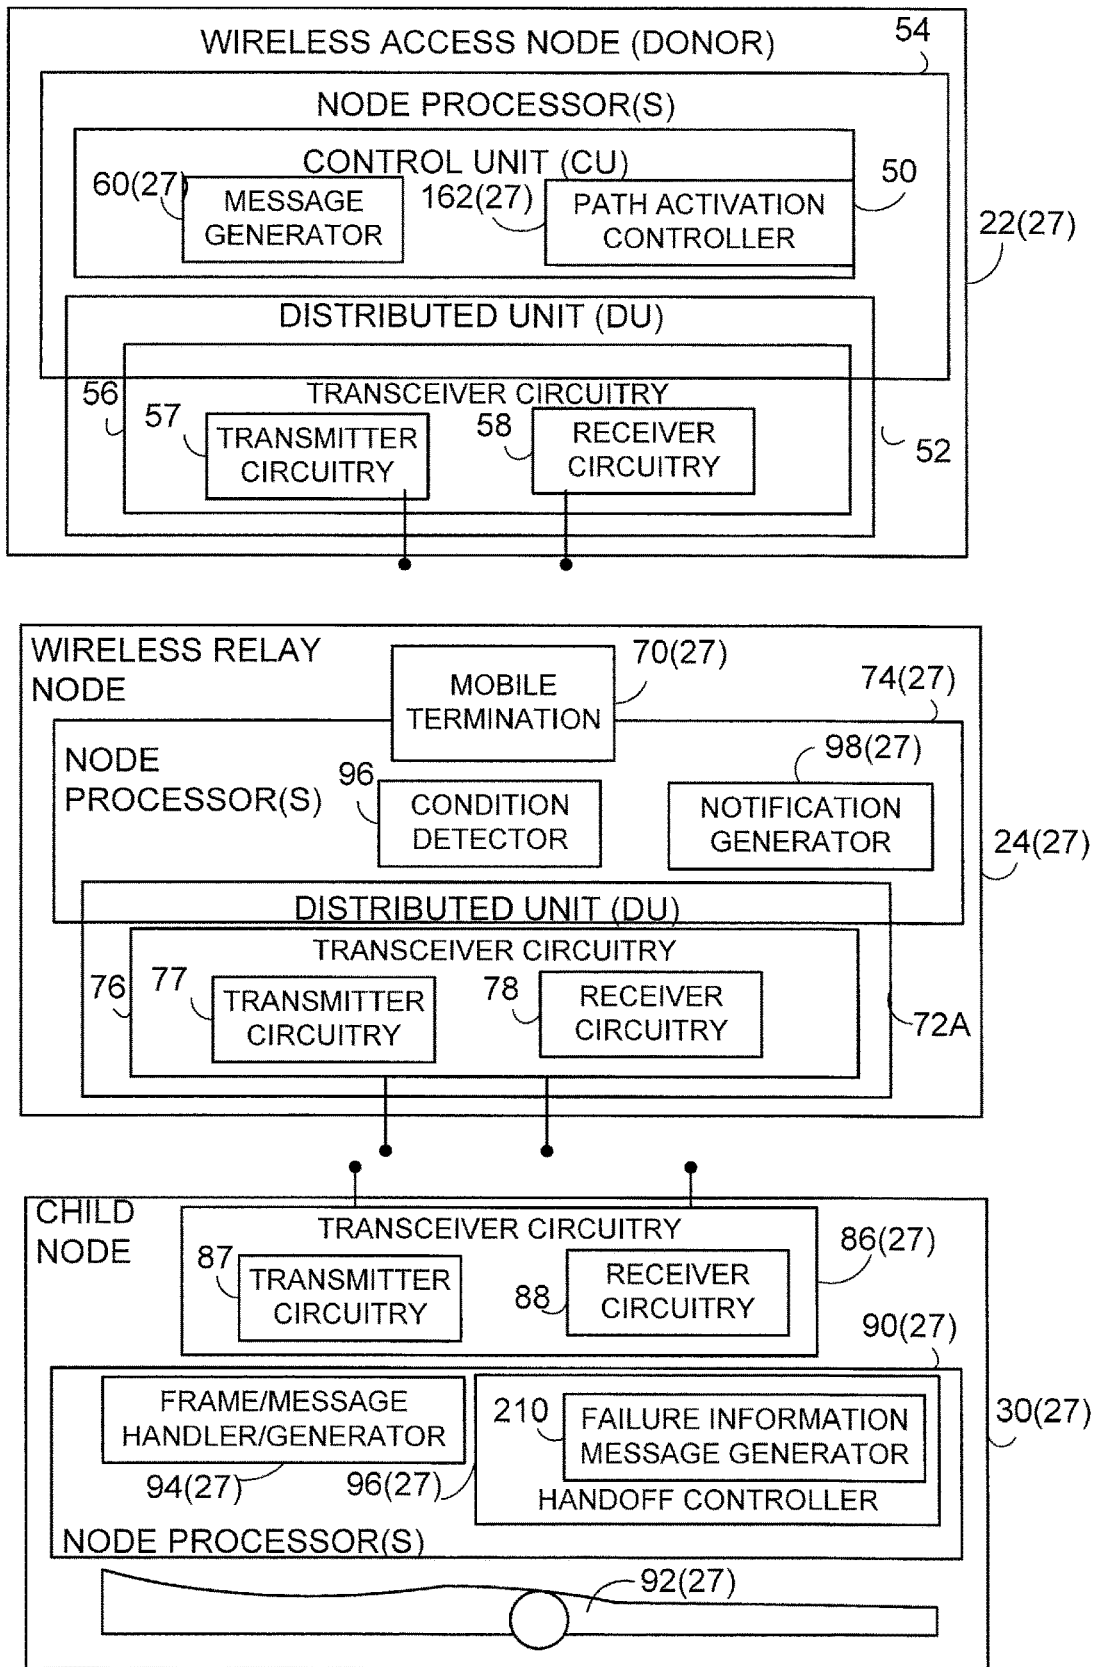 WIRELESS ACCESS NODE (DONOR)
54
NODE PROCESSOR(S)
CONTROL UNIT (CU)
60(27)
MESSAGE
GENERATOR
162(27)
PATH ACTIVATION
CONTROLLER
50
22(27)
DISTRIBUTED UNIT (DU)
TRANSCEIVER CIRCUITRY
56
57
TRANSMITTER
CIRCUITRY
58
RECEIVER
CIRCUITRY
52
WIRELESS RELAY
NODE
MOBILE
TERMINATION
70(27)
74(27)
NODE
PROCESSOR(S)
96
CONDITION
DETECTOR
98(27)
NOTIFICATION
GENERATOR
24(27)
DISTRIBUTED UNIT (DU)
TRANSCEIVER CIRCUITRY
76
77
TRANSMITTER
CIRCUITRY
78
RECEIVER
CIRCUITRY
72A
CHILD
NODE
TRANSCEIVER CIRCUITRY
87
TRANSMITTER
CIRCUITRY
88
RECEIVER
CIRCUITRY
86(27)
90(27)
FRAME/MESSAGE
HANDLER/GENERATOR
94(27)
96(27)
210
FAILURE INFORMATION
MESSAGE GENERATOR
HANDOFF CONTROLLER
30(27)
NODE PROCESSOR(S)
92(27)